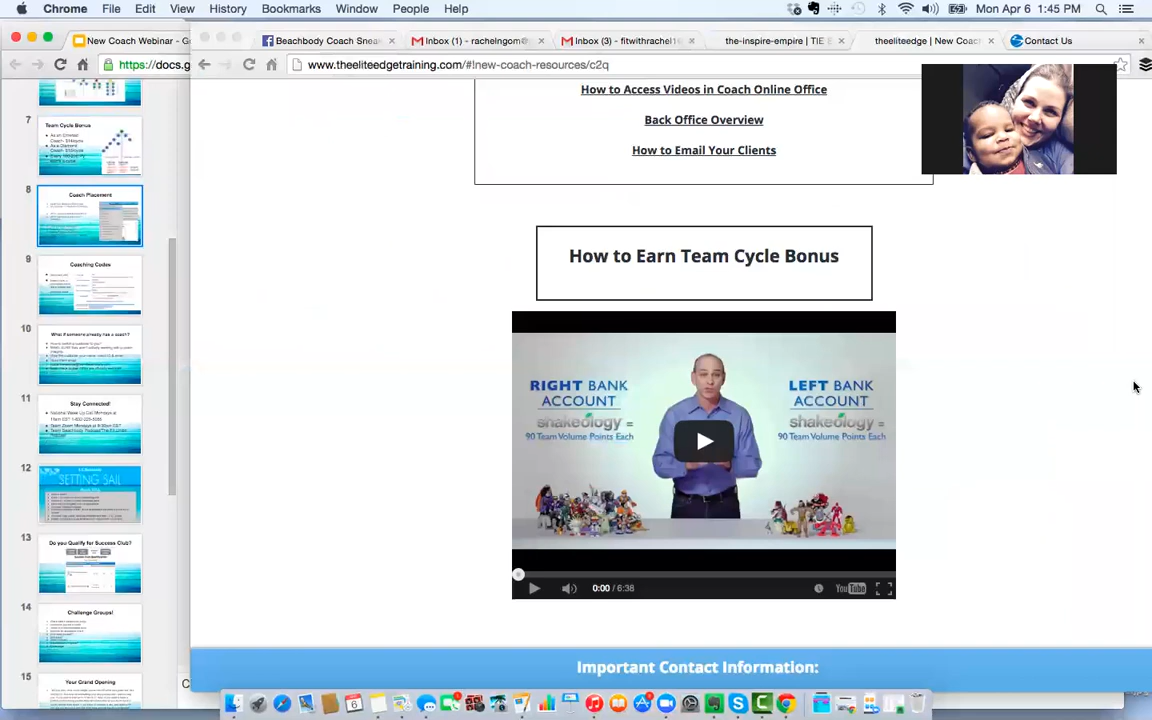 Chrome File Edit View History Bookmarks Window People Help
Mon Apr 6 1:45 PM
New Coach Webinar - Go
Beachbody Coach Snea
Inbox (1) - rachelngom@
Inbox (3) - fitwithrachel1
the-inspire-empire | TIE E
theeliteedge | New Coac
Contact Us
https://docs.g
www.theeliteedgetraining.com/#!new-coach-resources/c2q
How to Access Videos in Coach Online Office
Back Office Overview
How to Email Your Clients
How to Earn Team Cycle Bonus
RIGHT BANK
ACCOUNT
shakeology =
90 Team Volume Points Each
LEFT BANK
ACCOUNT
shakeology =
90 Team Volume Points Each
0:00 / 6:38
YouTube
Important Contact Information:
7
Team Cycle Bonus
8
Coach Placement
9
Coaching Codes
10
What if someone already has a coach?
11
Stay Connected!
12
SETTING SAIL
13
Do you Qualify for Success Club?
14
Challenge Groups!
15
Your Grand Opening
C
6